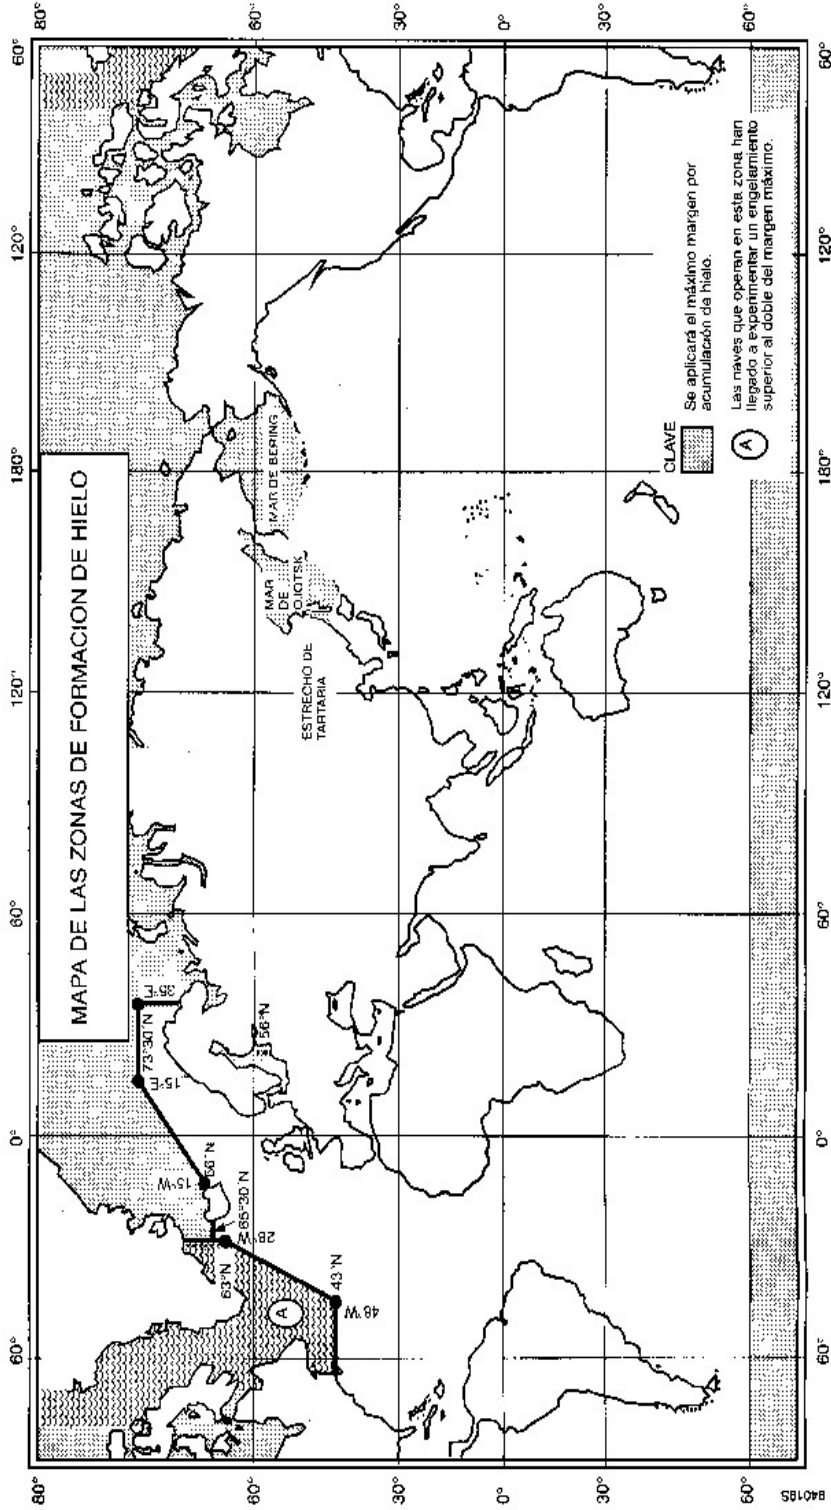 MAPA DE LAS ZONAS DE FORMACION DE HIELO
80°
60°
30°
0°
30°
60°
60°
0°
60°
120°
180°
120°
60°
60°
0°
60°
120°
180°
120°
60°
80°
60°
30°
0°
30°
63°N
28°W
65°30'N
15°W
66°N
15°E
73°30'N
35°E
56°N
43°N
48°W
A
ESTRECHO DE
TARTARIA
MAR
DE
OJOTSK
MAR DE BERING
CLAVE
Se aplicará el máximo margen por
acumulación de hielo.
A
Las naves que operan en esta zona han
llegado a experimentar un engelamiento
superior al doble del margen máximo.
84018S